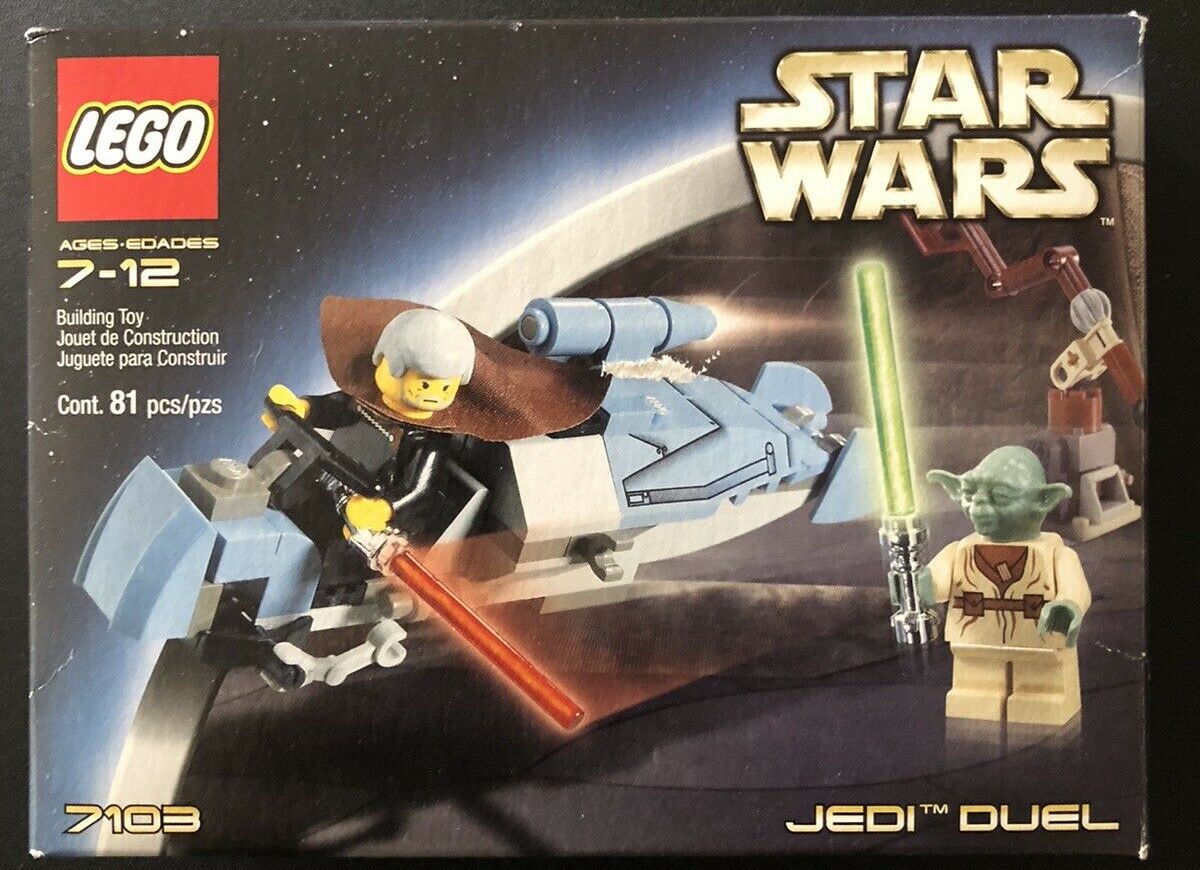 LEGO
AGES·EDADES
7-12
Building Toy
Jouet de Construction
Juguete para Construir
Cont. 81 pcs/pzs
STAR
WARS
™
7103
JEDI™ DUEL